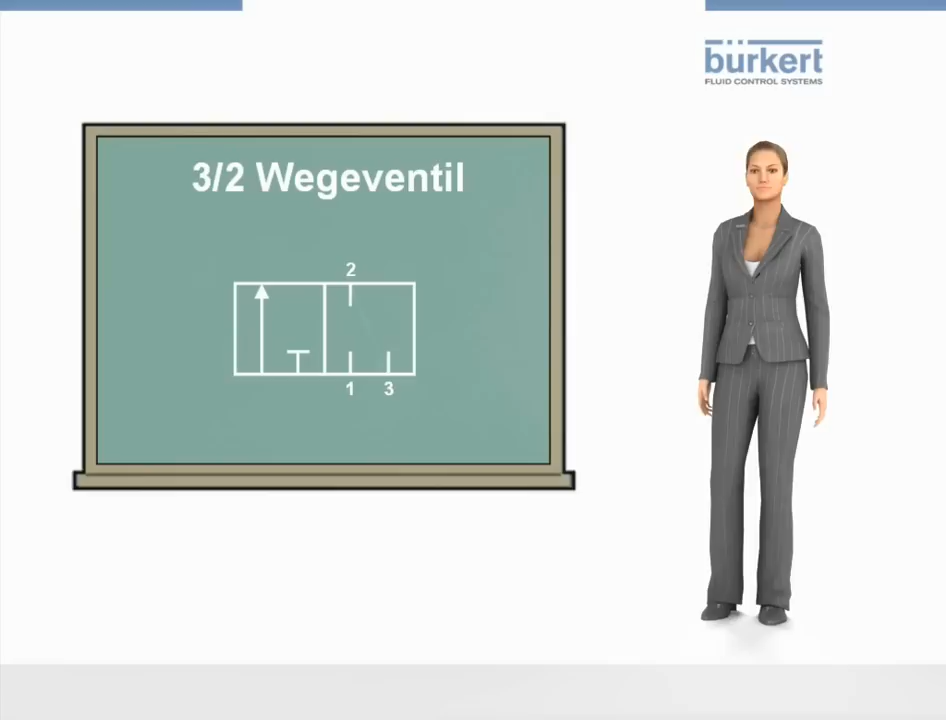 bürkert
FLUID CONTROL SYSTEMS
3/2 Wegeventil
2
1 3